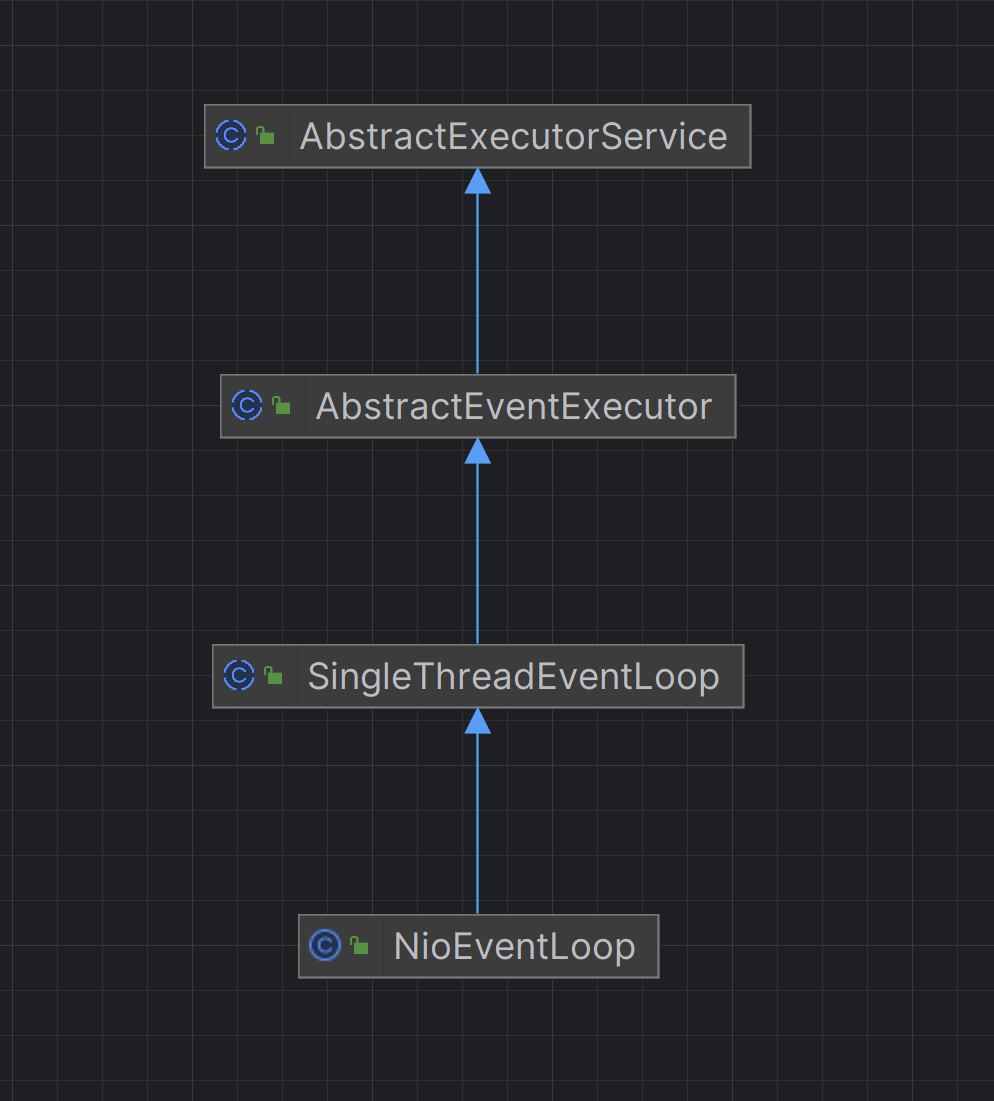 AbstractExecutorService
AbstractEventExecutor
SingleThreadEventLoop
NioEventLoop